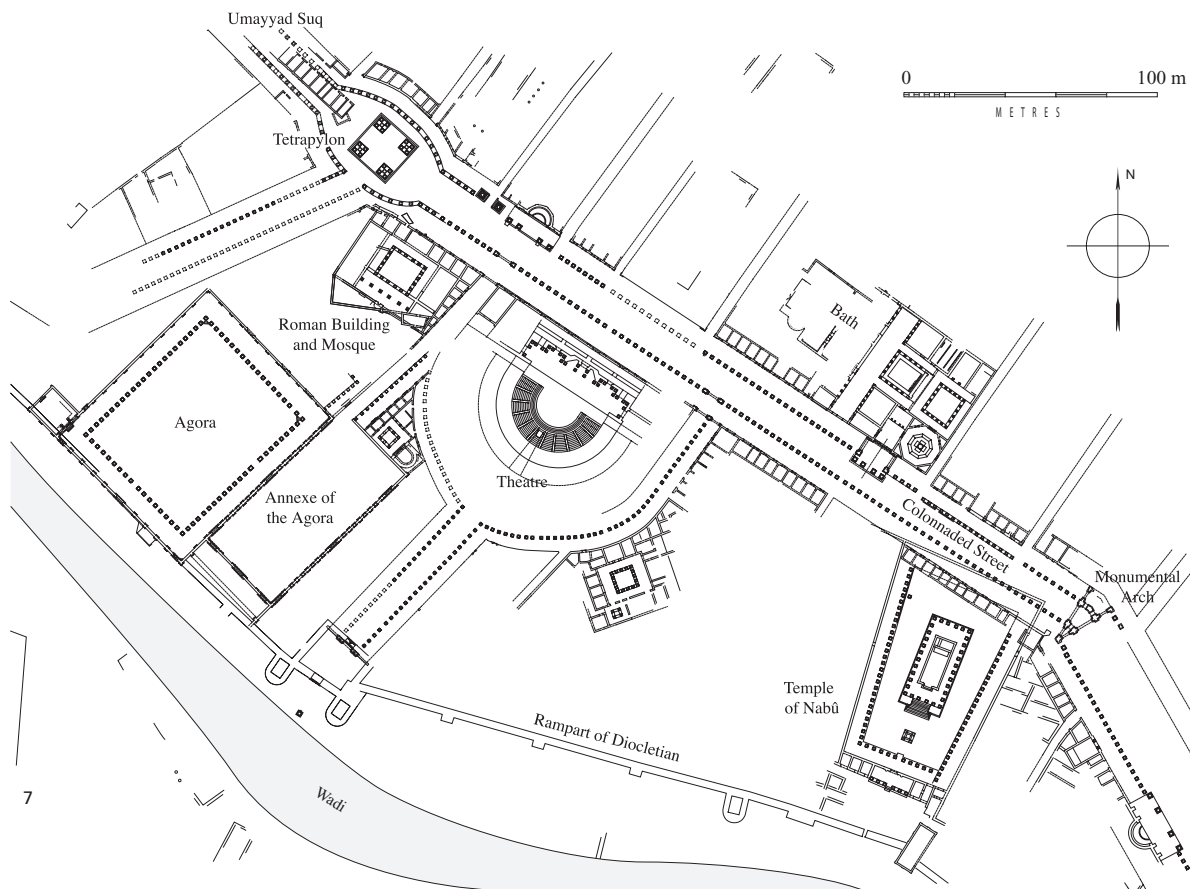 Umayyad Suq
0 100 m
METRES
Tetrapylon
N
Roman Building
and Mosque
Bath
Agora
Theatre
Annexe of
the Agora
Colonnaded Street
Monumental
Arch
Temple
of Nabû
Rampart of Diocletian
Wadi
7